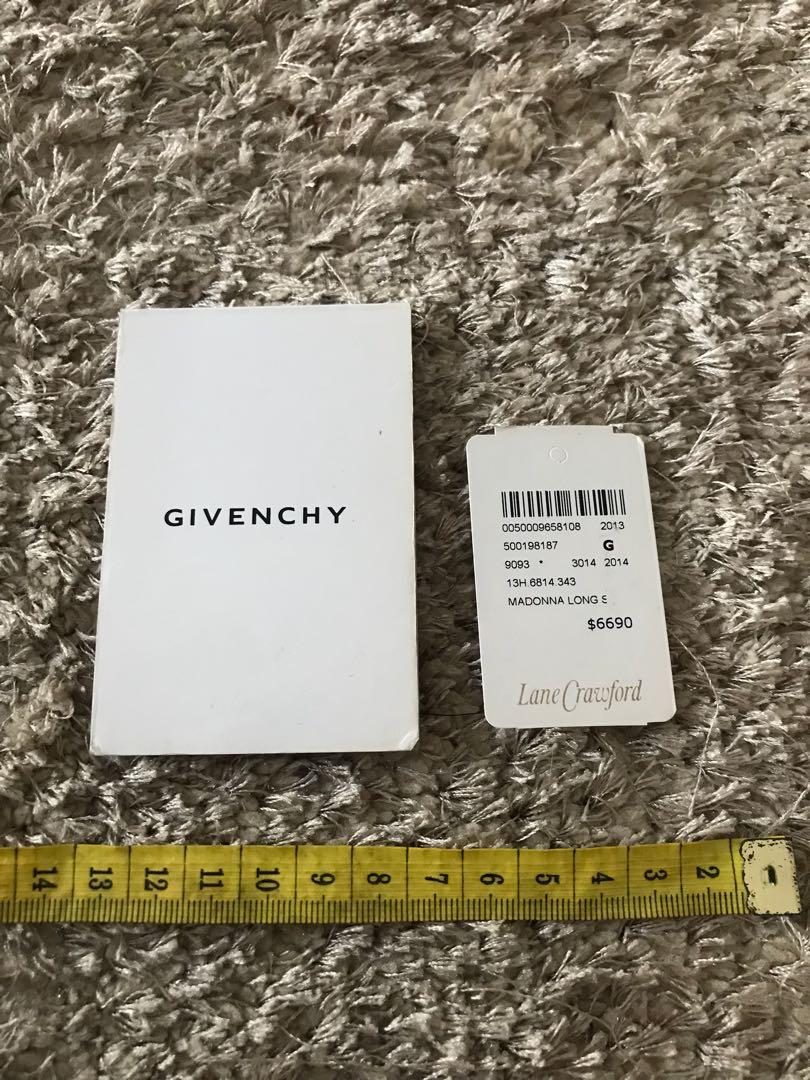 GIVENCHY
0050009658108 2013
500198187 G
9093 * 3014 2014
13H.6814.343
MADONNA LONG S
$6690
Lane Crawford
14 13 12 11 10 9 8 7 6 5 4 3 2 1